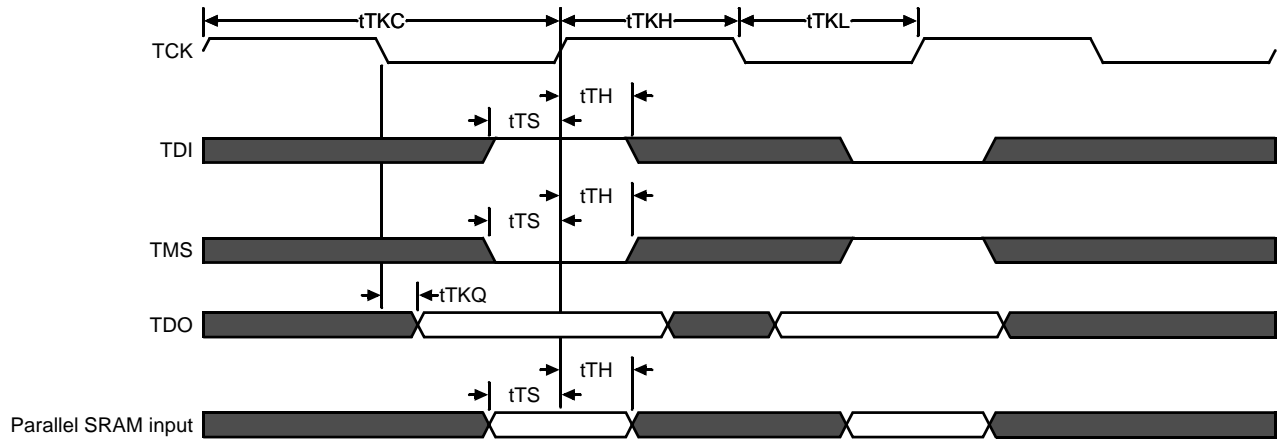 tTKC tTKH tTKL
TCK
tTH
tTS
TDI
tTH
tTS
TMS
tTKQ
TDO
tTH
tTS
Parallel SRAM input